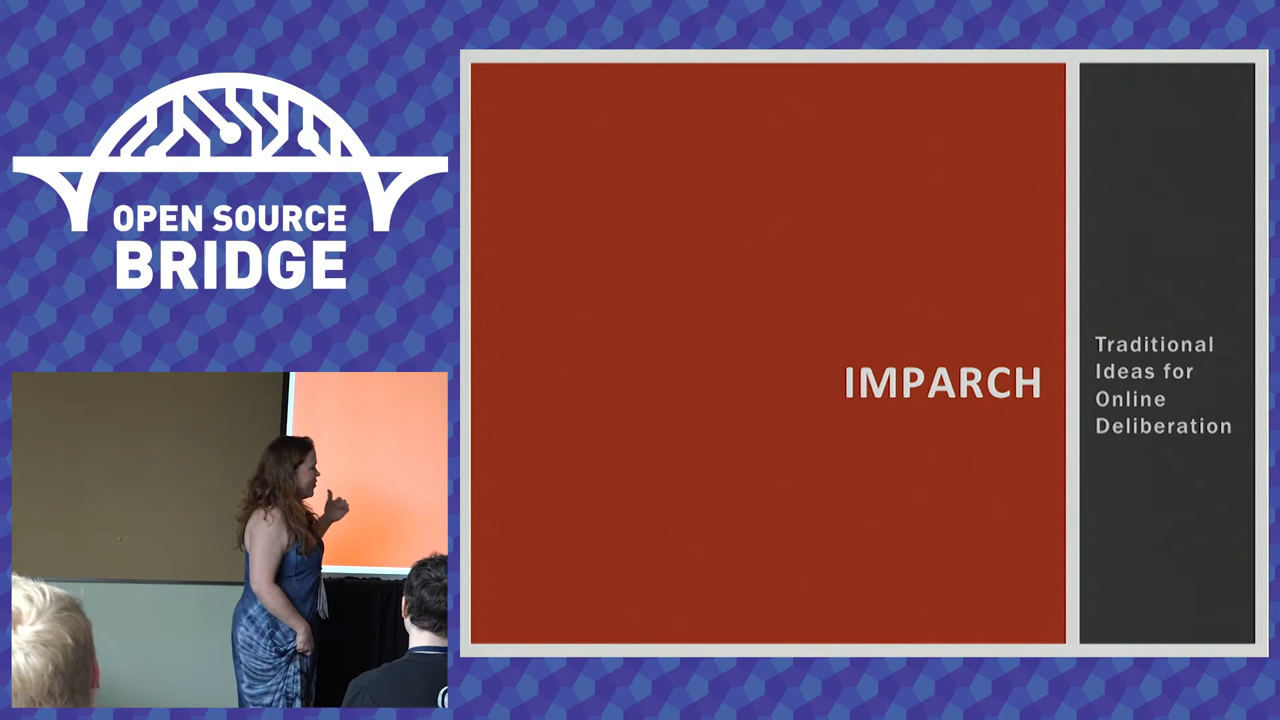 OPEN SOURCE
BRIDGE
IMPARCH
Traditional
Ideas for
Online
Deliberation